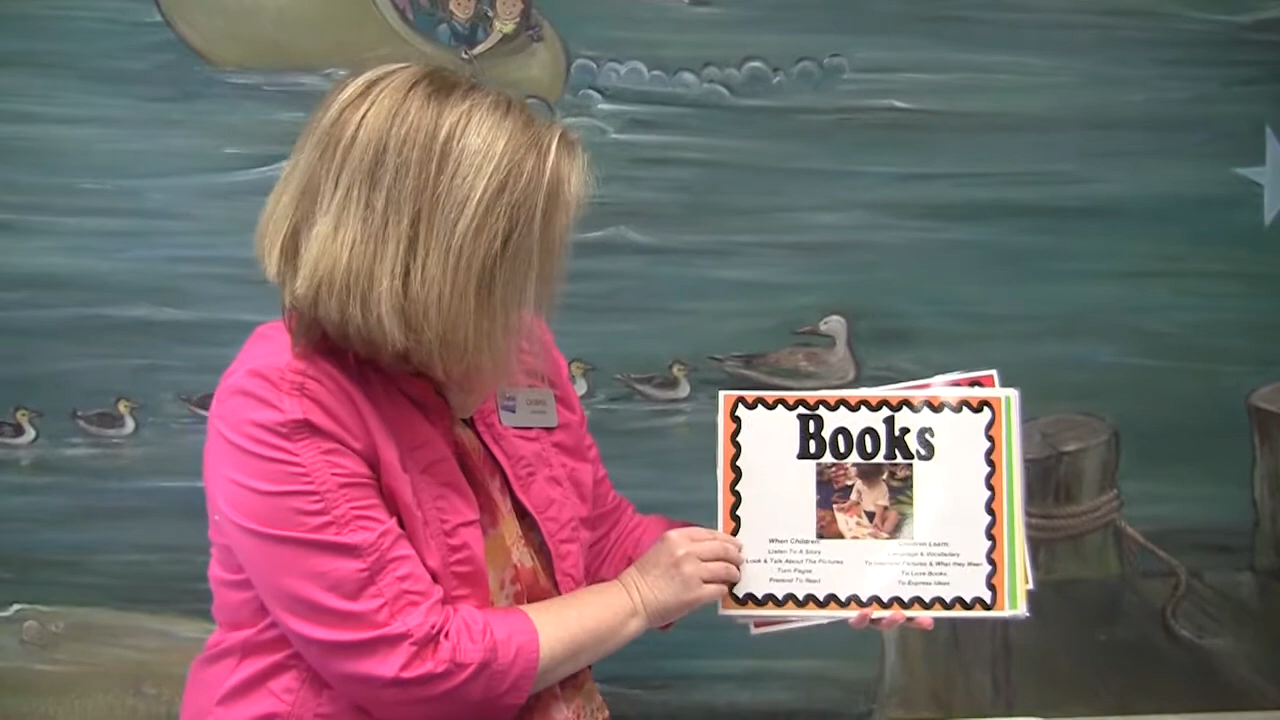 Books
When Children:
Listen To A Story
Look & Talk About The Pictures
Turn Pages
Pretend To Read
Children Learn:
Language & Vocabulary
To Interpret Pictures & What they Mean
To Love Books
To Express Ideas